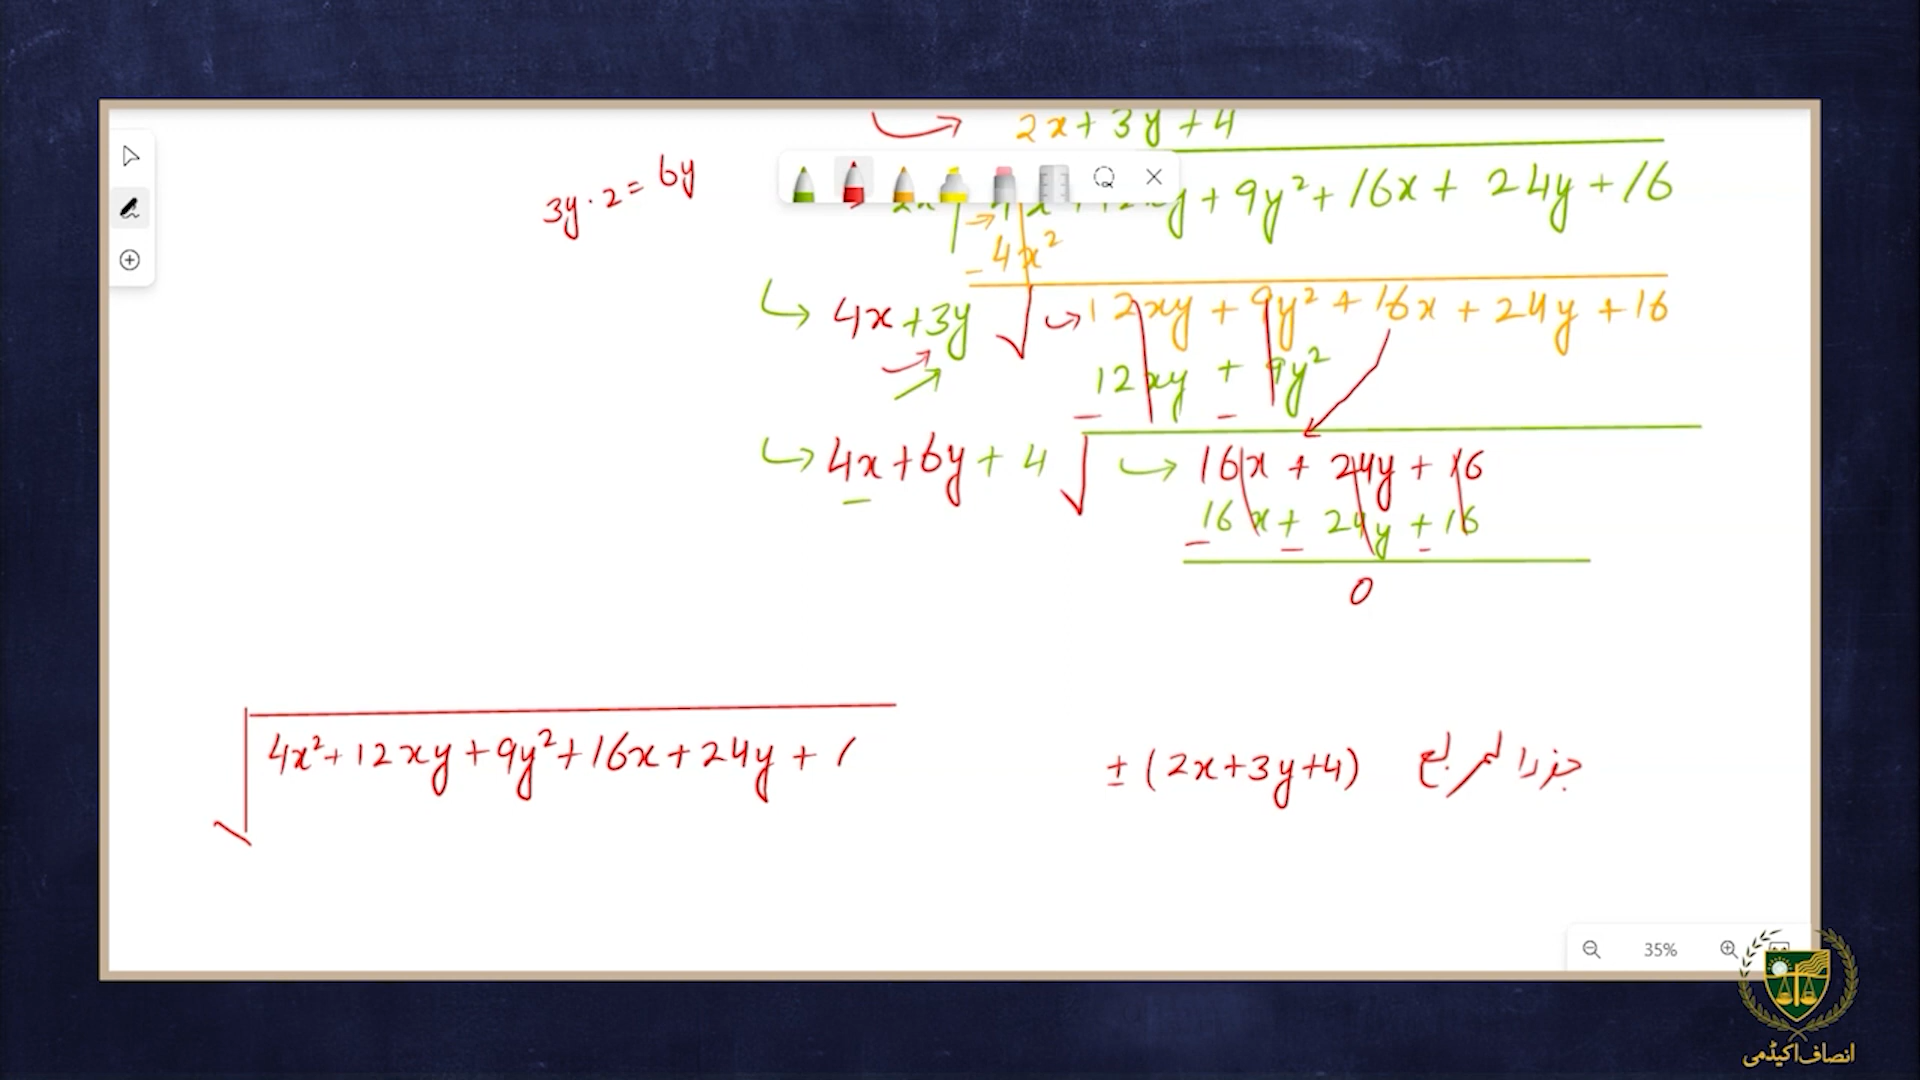 2x + 3y + 4
3y · 2 = 6y
+ 9y² + 16x + 24y + 16
- 4x²
4x + 3y √ 12xy + 9y² + 16x + 24y + 16
12xy + 9y²
4x + 6y + 4 √ 16x + 24y + 16
16x + 24y + 16
0
√ 4x² + 12xy + 9y² + 16x + 24y +
± (2x + 3y + 4) جزرالمربع
35%
انصاف اکیڈمی